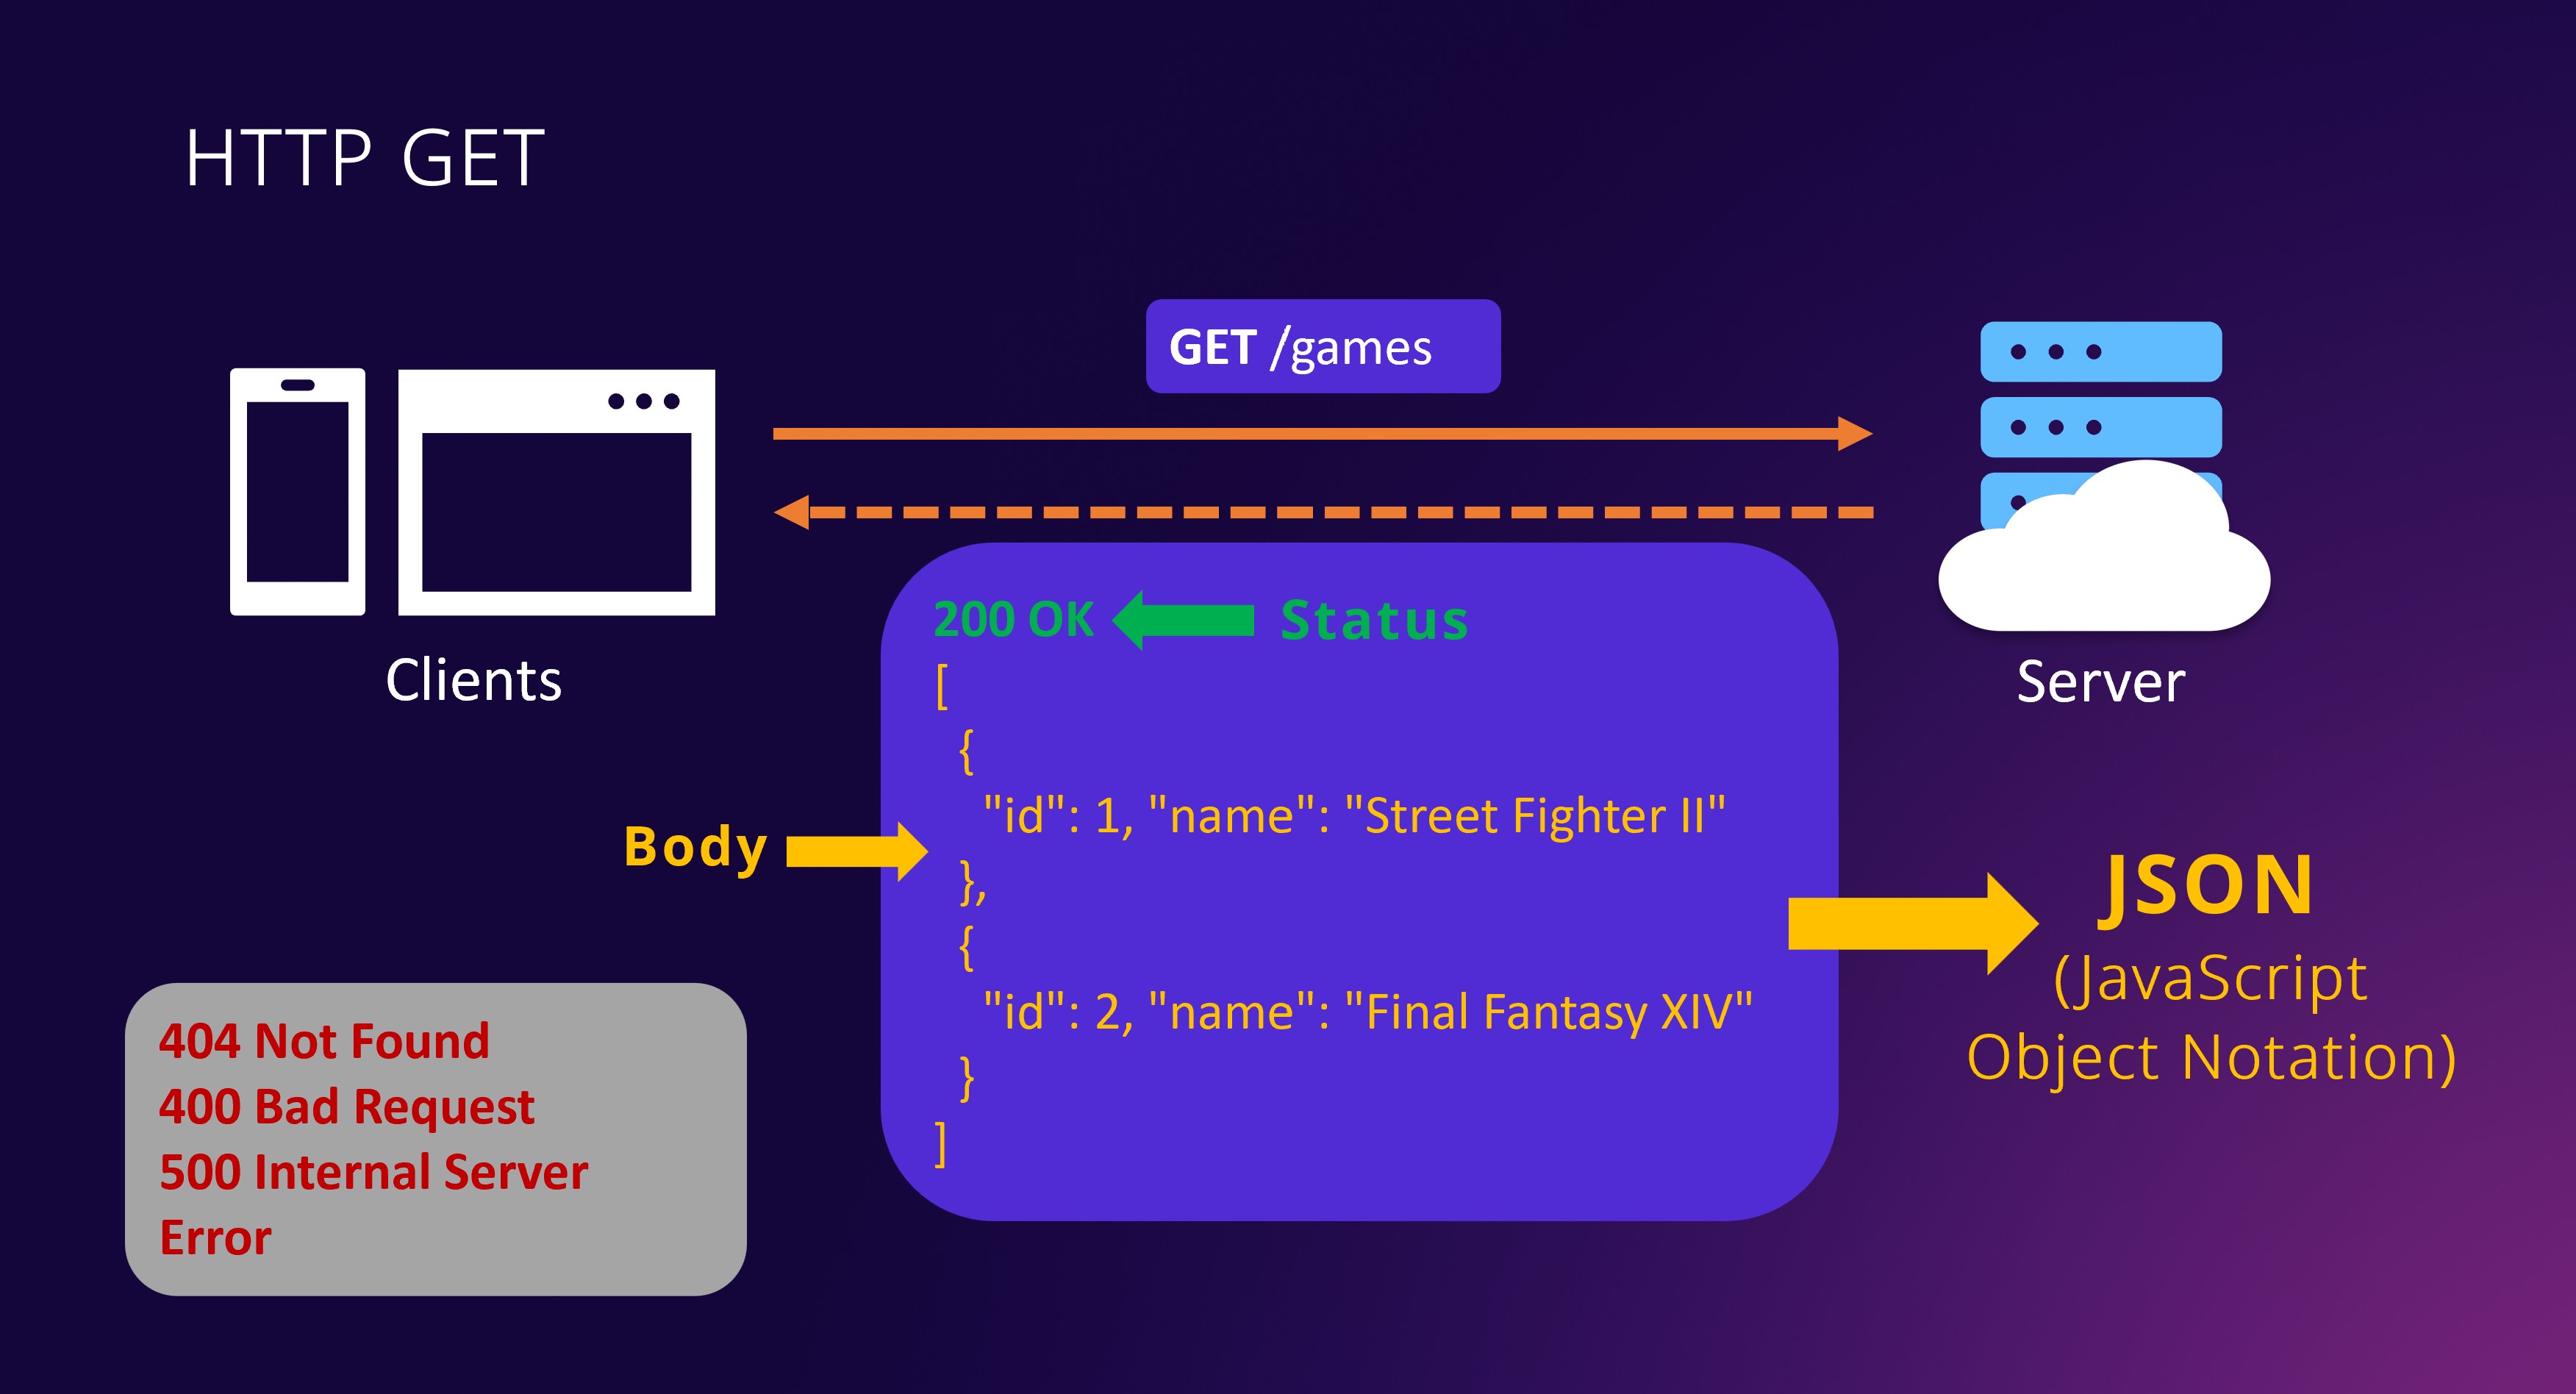 HTTP GET
GET /games
Clients
Server
200 OK
Status
[
{
"id": 1, "name": "Street Fighter II"
},
{
"id": 2, "name": "Final Fantasy XIV"
}
]
Body
JSON
(JavaScript
Object Notation)
404 Not Found
400 Bad Request
500 Internal Server
Error